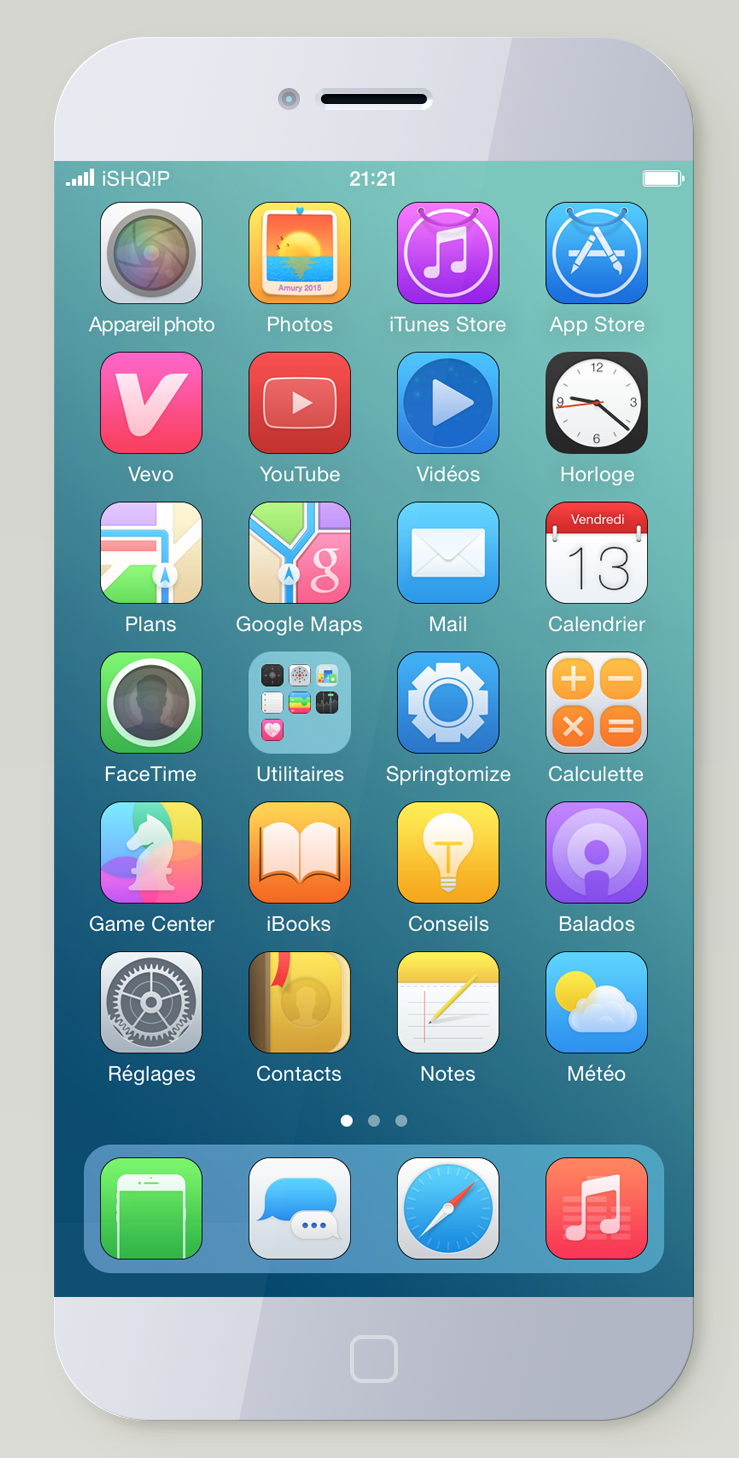 iSHQ!P 21:21
Amury 2015
Appareil photo Photos iTunes Store App Store
12
9 3
6
Vevo YouTube Vidéos Horloge
Vendredi
g 13
Plans Google Maps Mail Calendrier
FaceTime Utilitaires Springtomize Calculette
Game Center iBooks Conseils Balados
Réglages Contacts Notes Météo